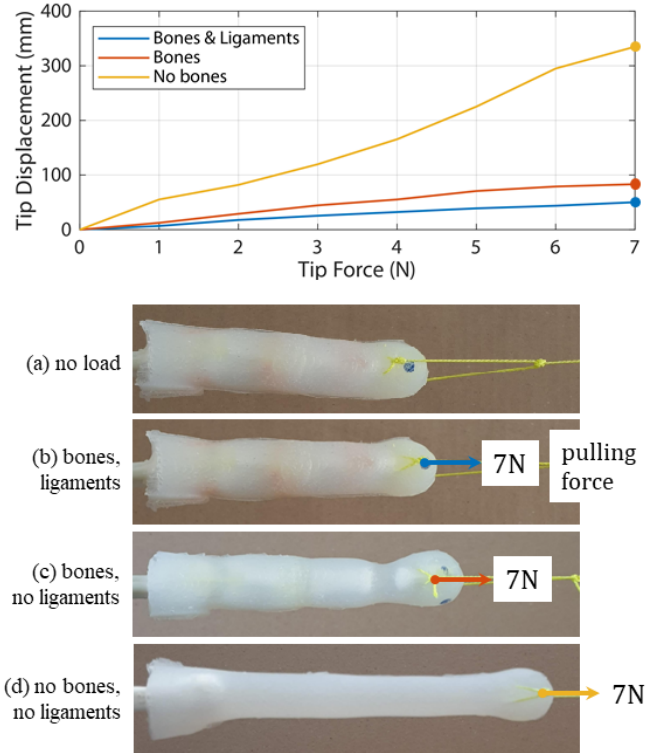 400
300
200
100
0
Tip Displacement (mm)
Bones & Ligaments
Bones
No bones
0 1 2 3 4 5 6 7
Tip Force (N)
(a) no load
(b) bones,
ligaments
7N
pulling
force
(c) bones,
no ligaments
7N
(d) no bones,
no ligaments
7N